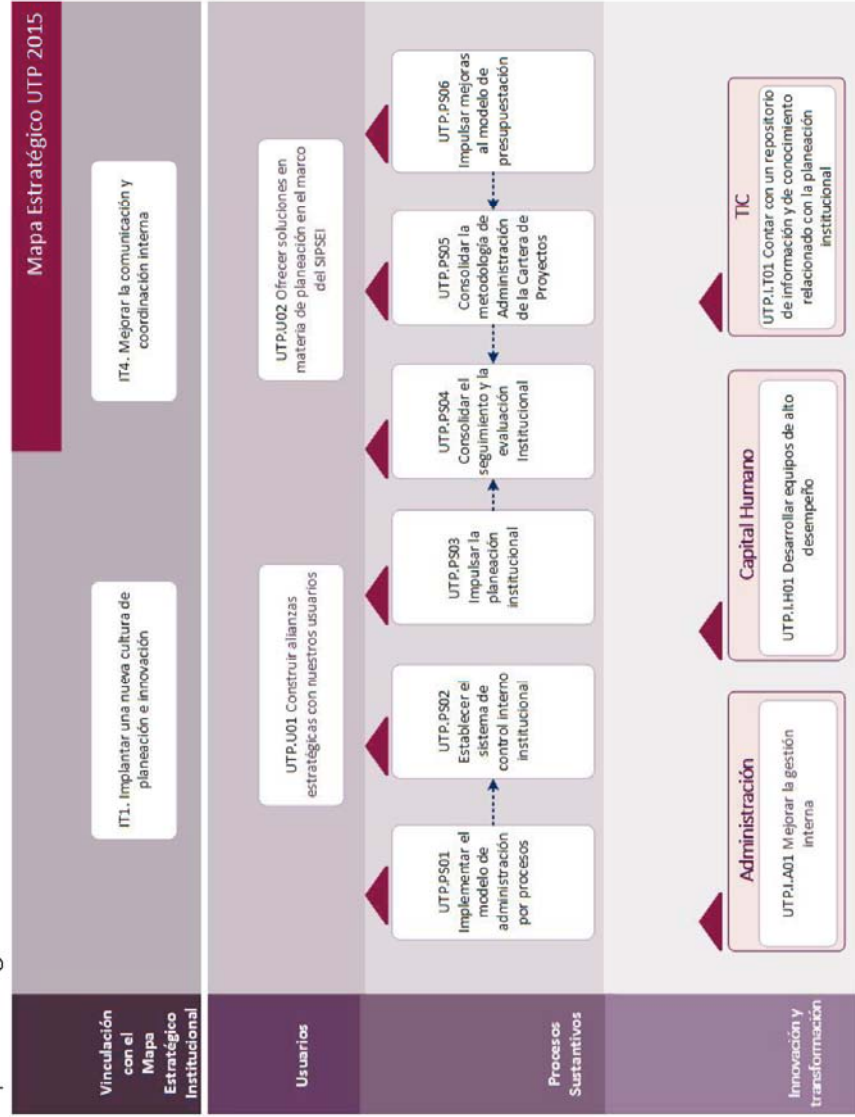 Mapa Estratégico UTP 2015
Vinculación
con el
Mapa
Estratégico
Institucional
IT1. Implantar una nueva cultura de
planeación e innovación
IT4. Mejorar la comunicación y
coordinación interna
Usuarios
UTP.U01 Construir alianzas
estratégicas con nuestros usuarios
UTP.U02 Ofrecer soluciones en
materia de planeación en el marco
del SIPSEI
Procesos
Sustantivos
UTP.PS01
Implementar el
modelo de
administración
por procesos
UTP.PS02
Establecer el
sistema de
control interno
institucional
UTP.PS03
Impulsar la
planeación
institucional
UTP.PS04
Consolidar el
seguimiento y la
evaluación
Institucional
UTP.PS05
Consolidar la
metodología de
Administración
de la Cartera de
Proyectos
UTP.PS06
Impulsar mejoras
al modelo de
presupuestación
Innovación y
transformación
Administración
UTP.I.A01 Mejorar la gestión
interna
Capital Humano
UTP.I.H01 Desarrollar equipos de alto
desempeño
TIC
UTP.I.T01 Contar con un repositorio
de información y de conocimiento
relacionado con la planeación
institucional